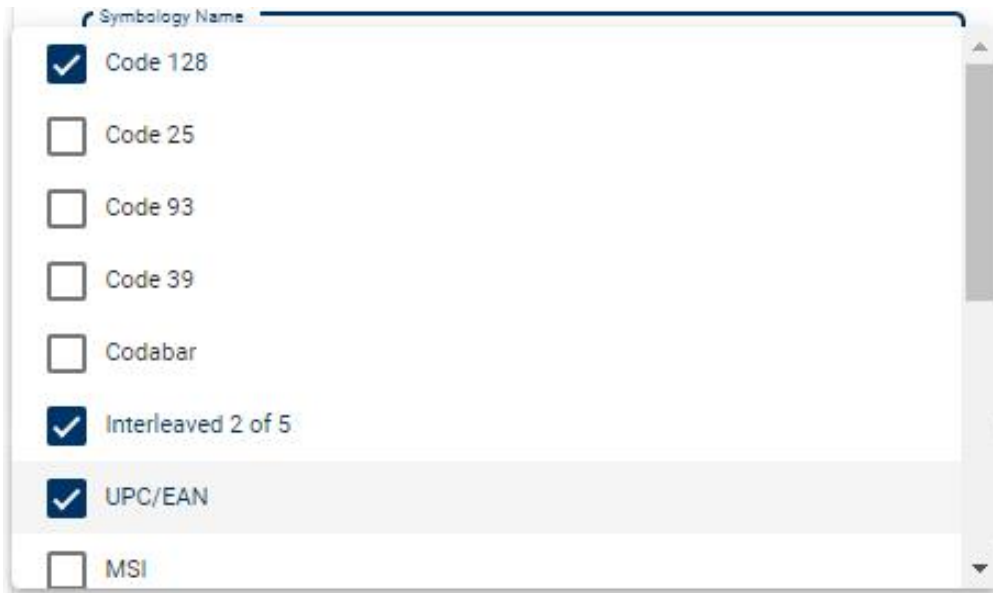 Symbology Name
Code 128
Code 25
Code 93
Code 39
Codabar
Interleaved 2 of 5
UPC/EAN
MSI